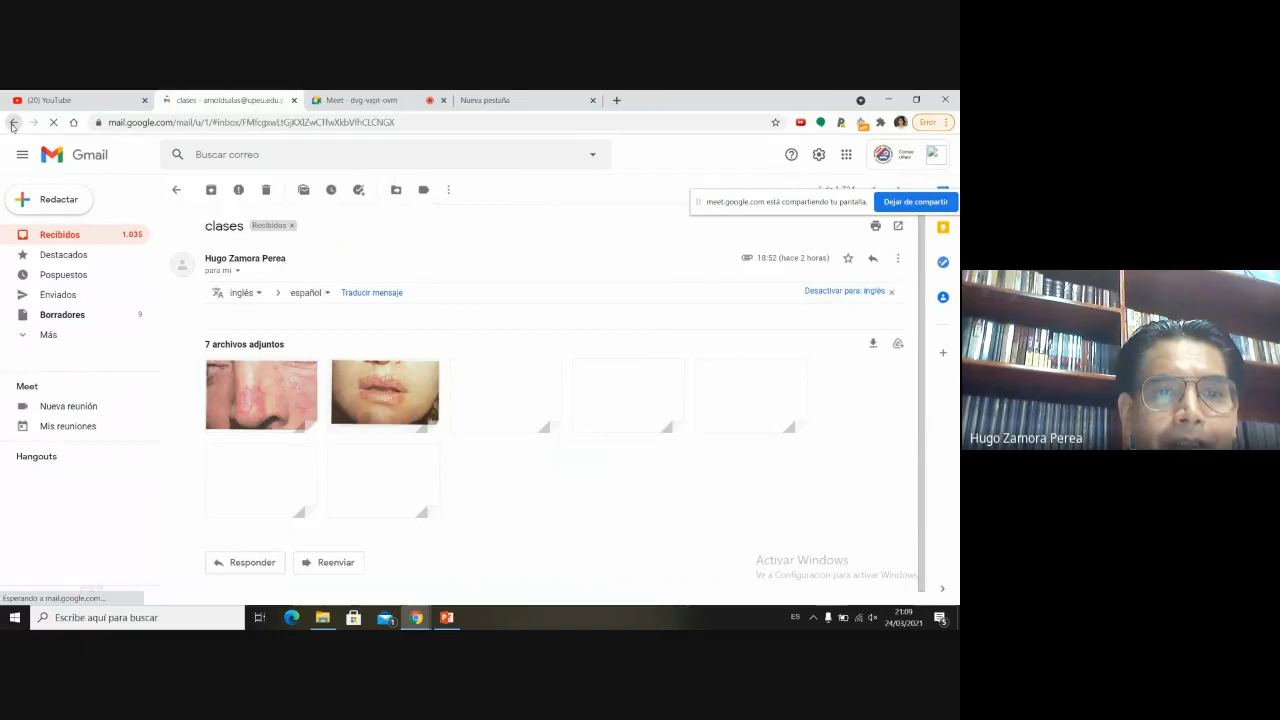 (20) YouTube
clases - arnoldsalas@upeu.edu.p
Meet - dvg-vxpt-ovm
Nueva pestaña
mail.google.com/mail/u/1/#inbox/FMfcgxwLtGjKXlZwCTfwXkbVfhCLCNGX
Error
Gmail
Buscar correo
Correo
UPeU
Redactar
meet.google.com está compartiendo tu pantalla.
Dejar de compartir
Recibidos 1.035
Destacados
Pospuestos
Enviados
Borradores 9
Más
Meet
Nueva reunión
Mis reuniones
Hangouts
clases Recibidos ×
Hugo Zamora Perea
para mí
18:52 (hace 2 horas)
inglés > español Traducir mensaje
Desactivar para: inglés ×
7 archivos adjuntos
Responder
Reenviar
Activar Windows
Ve a Configuración para activar Windows.
Esperando a mail.google.com...
Escribe aquí para buscar
1
ES
21:09
24/03/2021
5
Hugo Zamora Perea